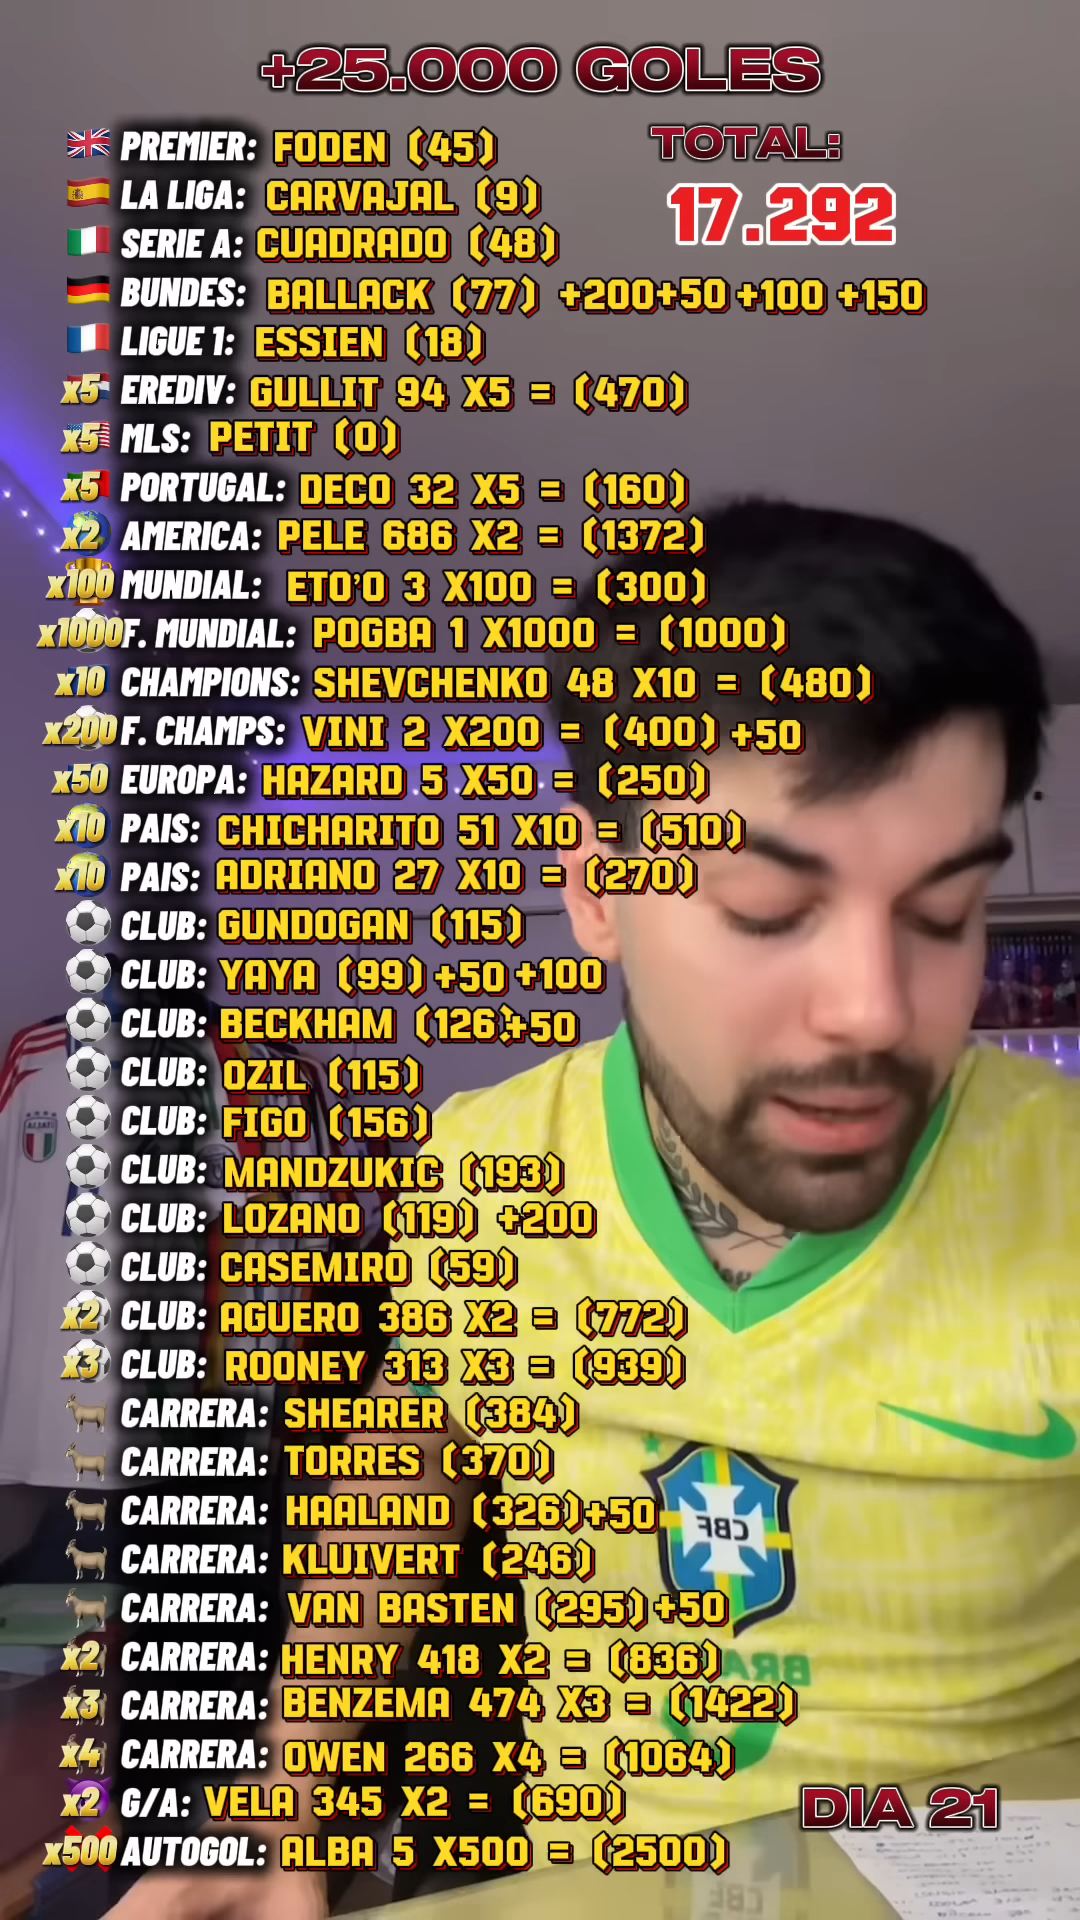 +25.000 GOLES
TOTAL:
17.292
PREMIER: FODEN (45)
LA LIGA: CARVAJAL (9)
SERIE A: CUADRADO (48)
BUNDES: BALLACK (77) +200+50 +100 +150
LIGUE 1: ESSIEN (18)
x5 EREDIV: GULLIT 94 X5 = (470)
x5 MLS: PETIT (0)
x5 PORTUGAL: DECO 32 X5 = (160)
x2 AMERICA: PELE 686 X2 = (1372)
x100 MUNDIAL: ETO'O 3 X100 = (300)
x1000 F. MUNDIAL: POGBA 1 X1000 = (1000)
x10 CHAMPIONS: SHEVCHENKO 48 X10 = (480)
x200 F. CHAMPS: VINI 2 X200 = (400) +50
x50 EUROPA: HAZARD 5 X50 = (250)
x10 PAIS: CHICHARITO 51 X10 = (510)
x10 PAIS: ADRIANO 27 X10 = (270)
CLUB: GUNDOGAN (115)
CLUB: YAYA (99) +50 +100
CLUB: BECKHAM (126)+50
CLUB: OZIL (115)
CLUB: FIGO (156)
CLUB: MANDZUKIC (193)
CLUB: LOZANO (119) +200
CLUB: CASEMIRO (59)
x2 CLUB: AGUERO 386 X2 = (772)
x3 CLUB: ROONEY 313 X3 = (939)
CARRERA: SHEARER (384)
CARRERA: TORRES (370)
CARRERA: HAALAND (326)+50
CARRERA: KLUIVERT (246)
CARRERA: VAN BASTEN (295) +50
x2 CARRERA: HENRY 418 X2 = (836)
x3 CARRERA: BENZEMA 474 X3 = (1422)
x4 CARRERA: OWEN 266 X4 = (1064)
x2 G/A: VELA 345 X2 = (690)
x500 AUTOGOL: ALBA 5 X500 = (2500)
DIA 21
ITALIA
CBF
BRA